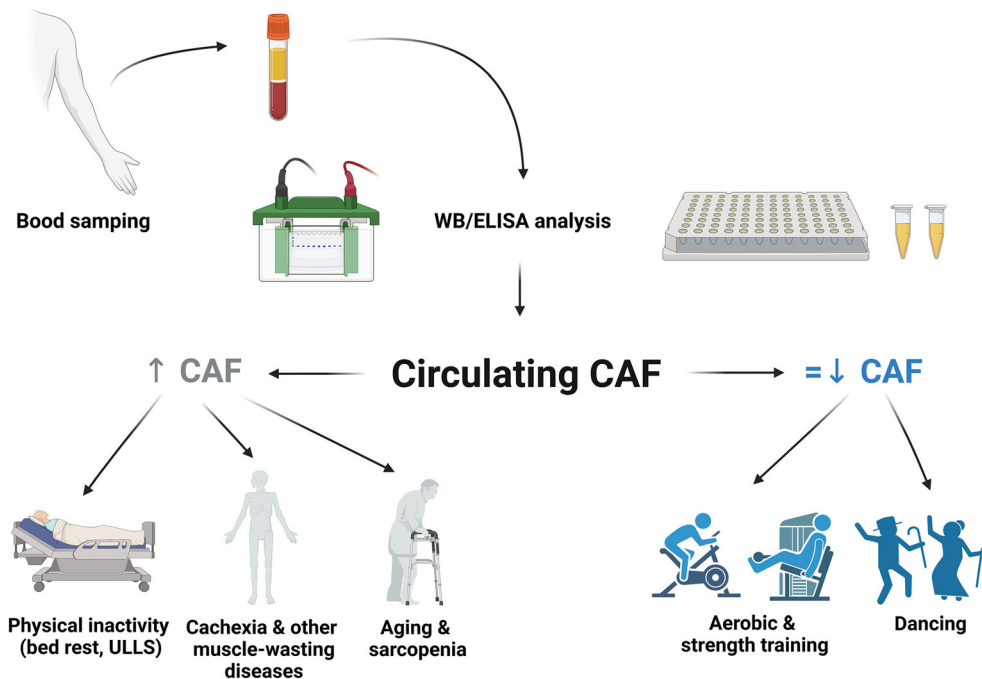 Bood samping
WB/ELISA analysis
↑ CAF
Circulating CAF
=↓ CAF
Physical inactivity
(bed rest, ULLS)
Cachexia & other
muscle-wasting
diseases
Aging &
sarcopenia
Aerobic &
strength training
Dancing